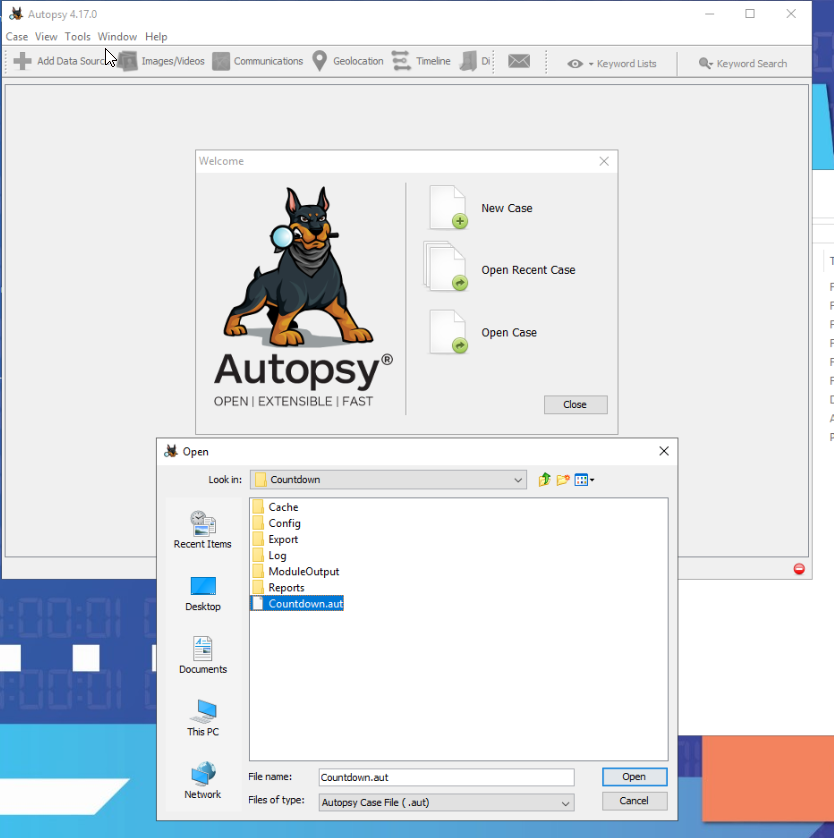 Autopsy 4.17.0
Case View Tools Window Help
Add Data Sourc Images/Videos Communications Geolocation Timeline Di Keyword Lists Keyword Search
Welcome
New Case
Open Recent Case
Open Case
Autopsy®
OPEN | EXTENSIBLE | FAST
Close
Open
Look in: Countdown
Cache
Config
Export
Log
ModuleOutput
Reports
Countdown.aut
Recent Items
Desktop
Documents
This PC
Network
File name: Countdown.aut Open
Files of type: Autopsy Case File ( .aut) Cancel